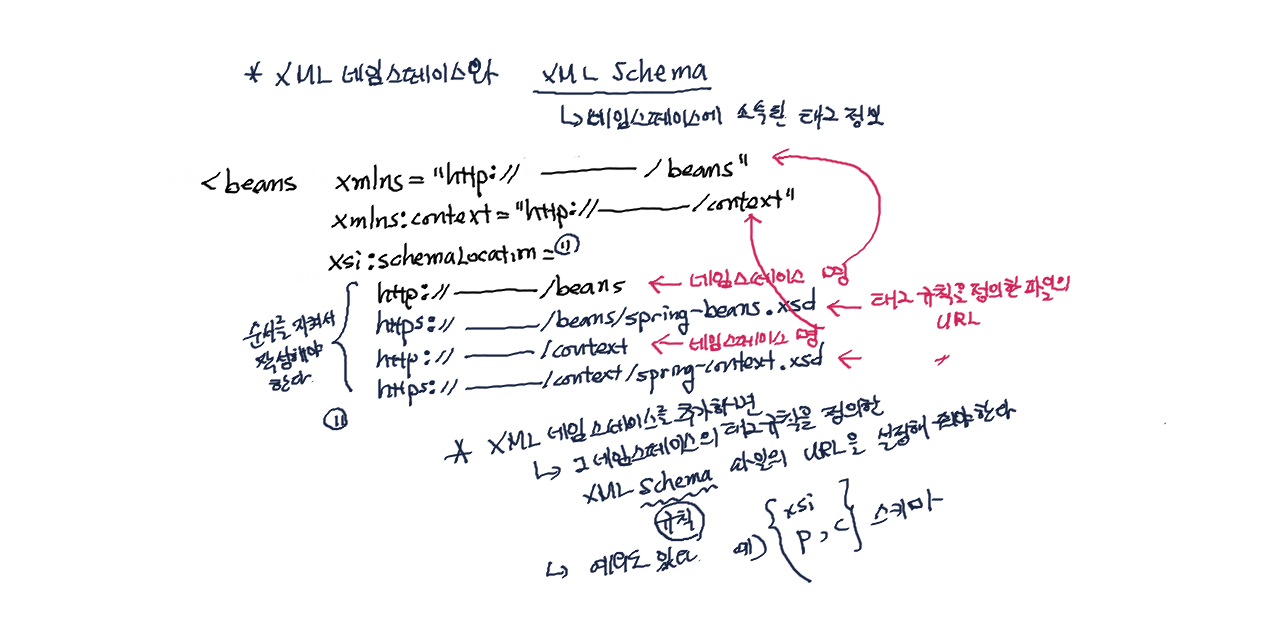 * XML 네임스페이스와 XML Schema
↳ 네임스페이스에 소속된 태그 정보
<beans xmlns="http:// ——— /beans"
xmlns:context="http://———/context"
xsi:schemaLocation="
http://———/beans ← 네임스페이스 명
https:// ———/beans/spring-beans.xsd ← 태그 규칙을 정의한 파일의 URL
http:// ———/context ← 네임스페이스 명
https:// ———/context/spring-context.xsd ← 〃
순서를 지켜서
작성해야
한다
"
* XML 네임스페이스를 추가하면
↳ 그 네임스페이스의 태그규칙을 정의한
XML Schema 파일의 URL을 설정해 줘야 한다
규칙
↳ 예외도 있다 예) { xsi
p, c } 스키마